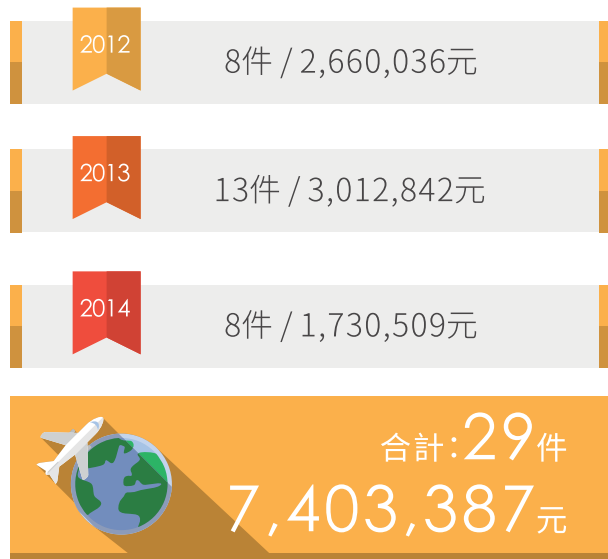 2012
8件 / 2,660,036元
2013
13件 / 3,012,842元
2014
8件 / 1,730,509元
合計:29件
7,403,387元